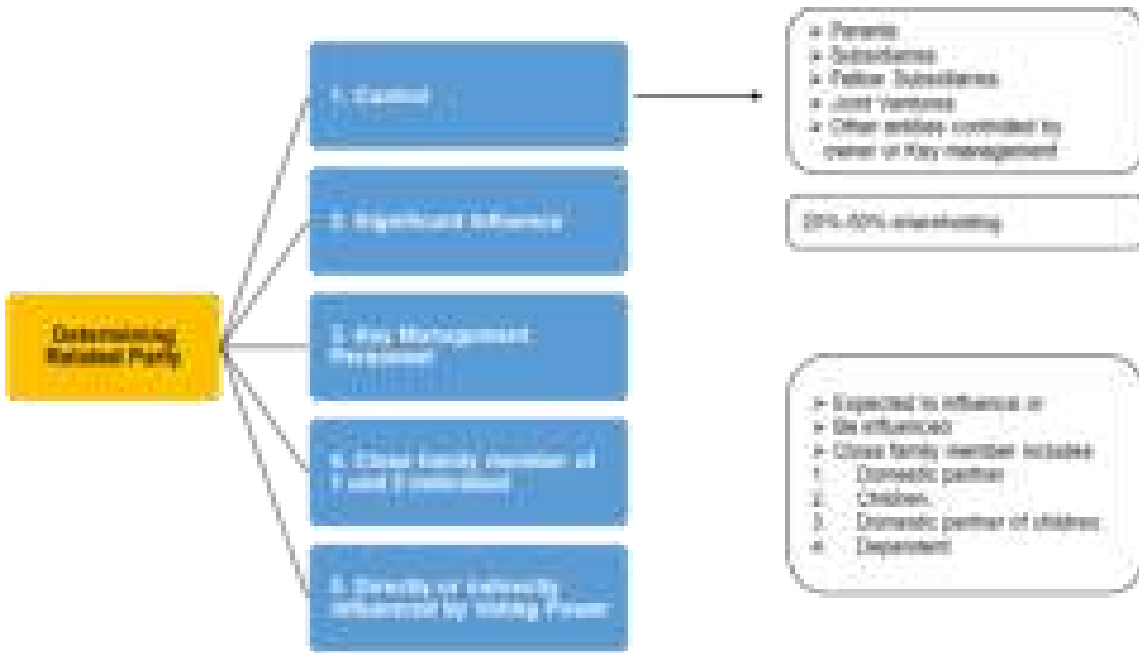 1. Control
➤ Parents
➤ Subsidiaries
➤ Fellow Subsidiaries
➤ Joint Ventures
➤ Other entities controlled by
owner or Key management
2. Significant Influence
20%-50% shareholding
Determining
Related Party
3. Key Management
Personnel
4. Close family member of
1 and
➤ Expected to influence or
➤ Be influenced
➤ Close family member includes
1. Domestic partner
2. Children
3. Domestic partner of children
4. Dependent
5. Directly or indirectly
influenced by Voting Power